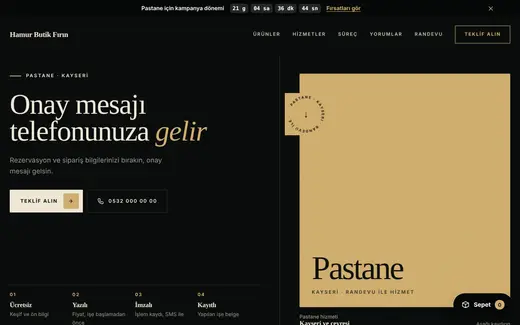 Pastane için kampanya dönemi 21 g 04 sa 36 dk 44 sn Fırsatları gör
Hamur Butik Fırın
ÜRÜNLER HİZMETLER SÜREÇ YORUMLAR RANDEVU TEKLİF ALIN
PASTANE · KAYSERİ
Onay mesajı
telefonunuza gelir
Rezervasyon ve sipariş bilgilerinizi bırakın, onay
mesajı gelsin.
TEKLİF ALIN
0532 000 00 00
PASTANE · KAYSERİ
Pastane
KAYSERİ · RANDEVU İLE HİZMET
01 02 03 04
Ücretsiz Yazılı İmzalı Kayıtlı
Keşif ve ön bilgi Fiyat, işe başlamadan önce İşlem kaydı, SMS ile Yapılan işe belge
Pastane hizmeti
Kayseri ve çevresi
Sepet 0